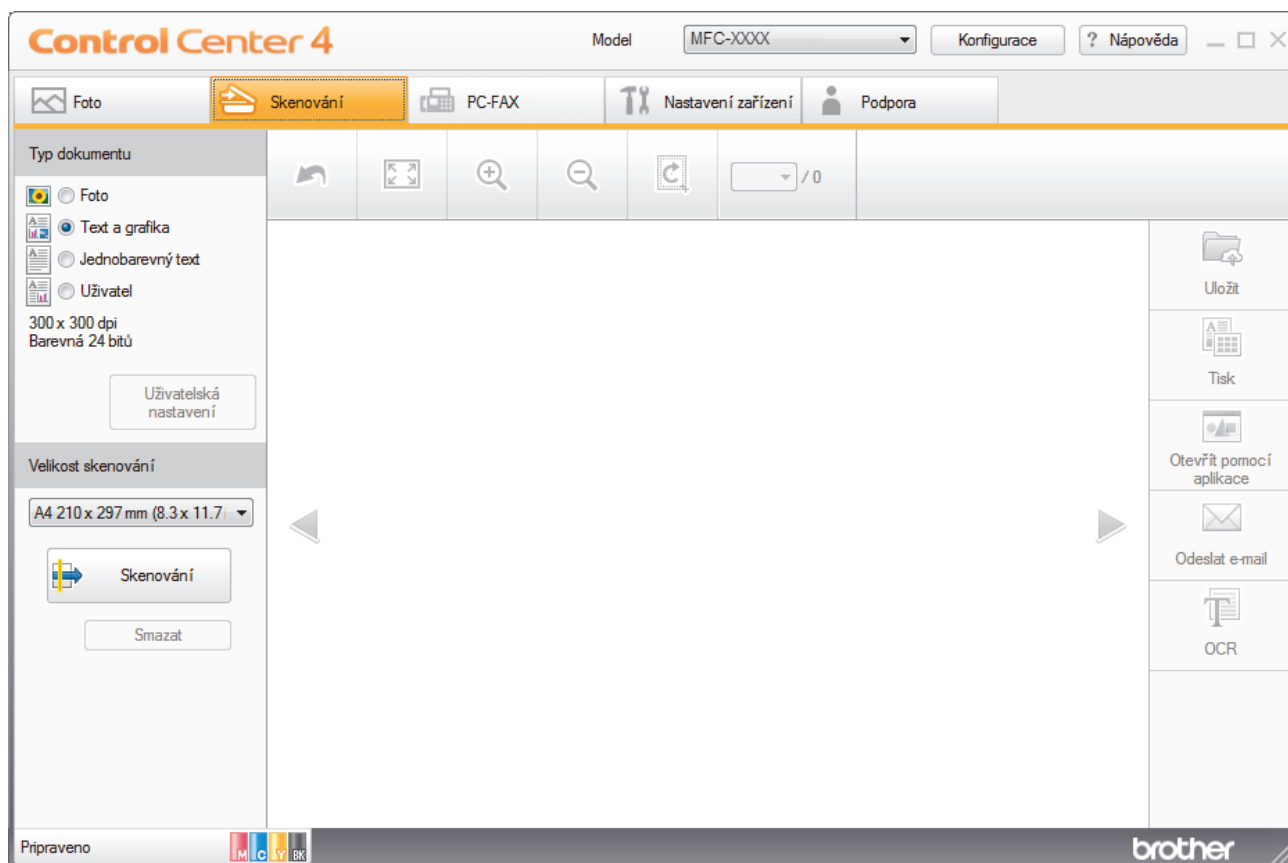 Control Center 4
Model
MFC-XXXX
Konfigurace
? Nápověda
Foto
Skenování
PC-FAX
Nastavení zařízení
Podpora
Typ dokumentu
/ 0
Foto
Text a grafika
Jednobarevný text
Uživatel
300 x 300 dpi
Barevná 24 bitů
Uživatelská
nastavení
Velikost skenování
A4 210 x 297 mm (8.3 x 11.7
Skenování
Smazat
Uložit
Tisk
Otevřít pomocí
aplikace
Odeslat e-mail
OCR
Pripraveno
M C Y BK
brother